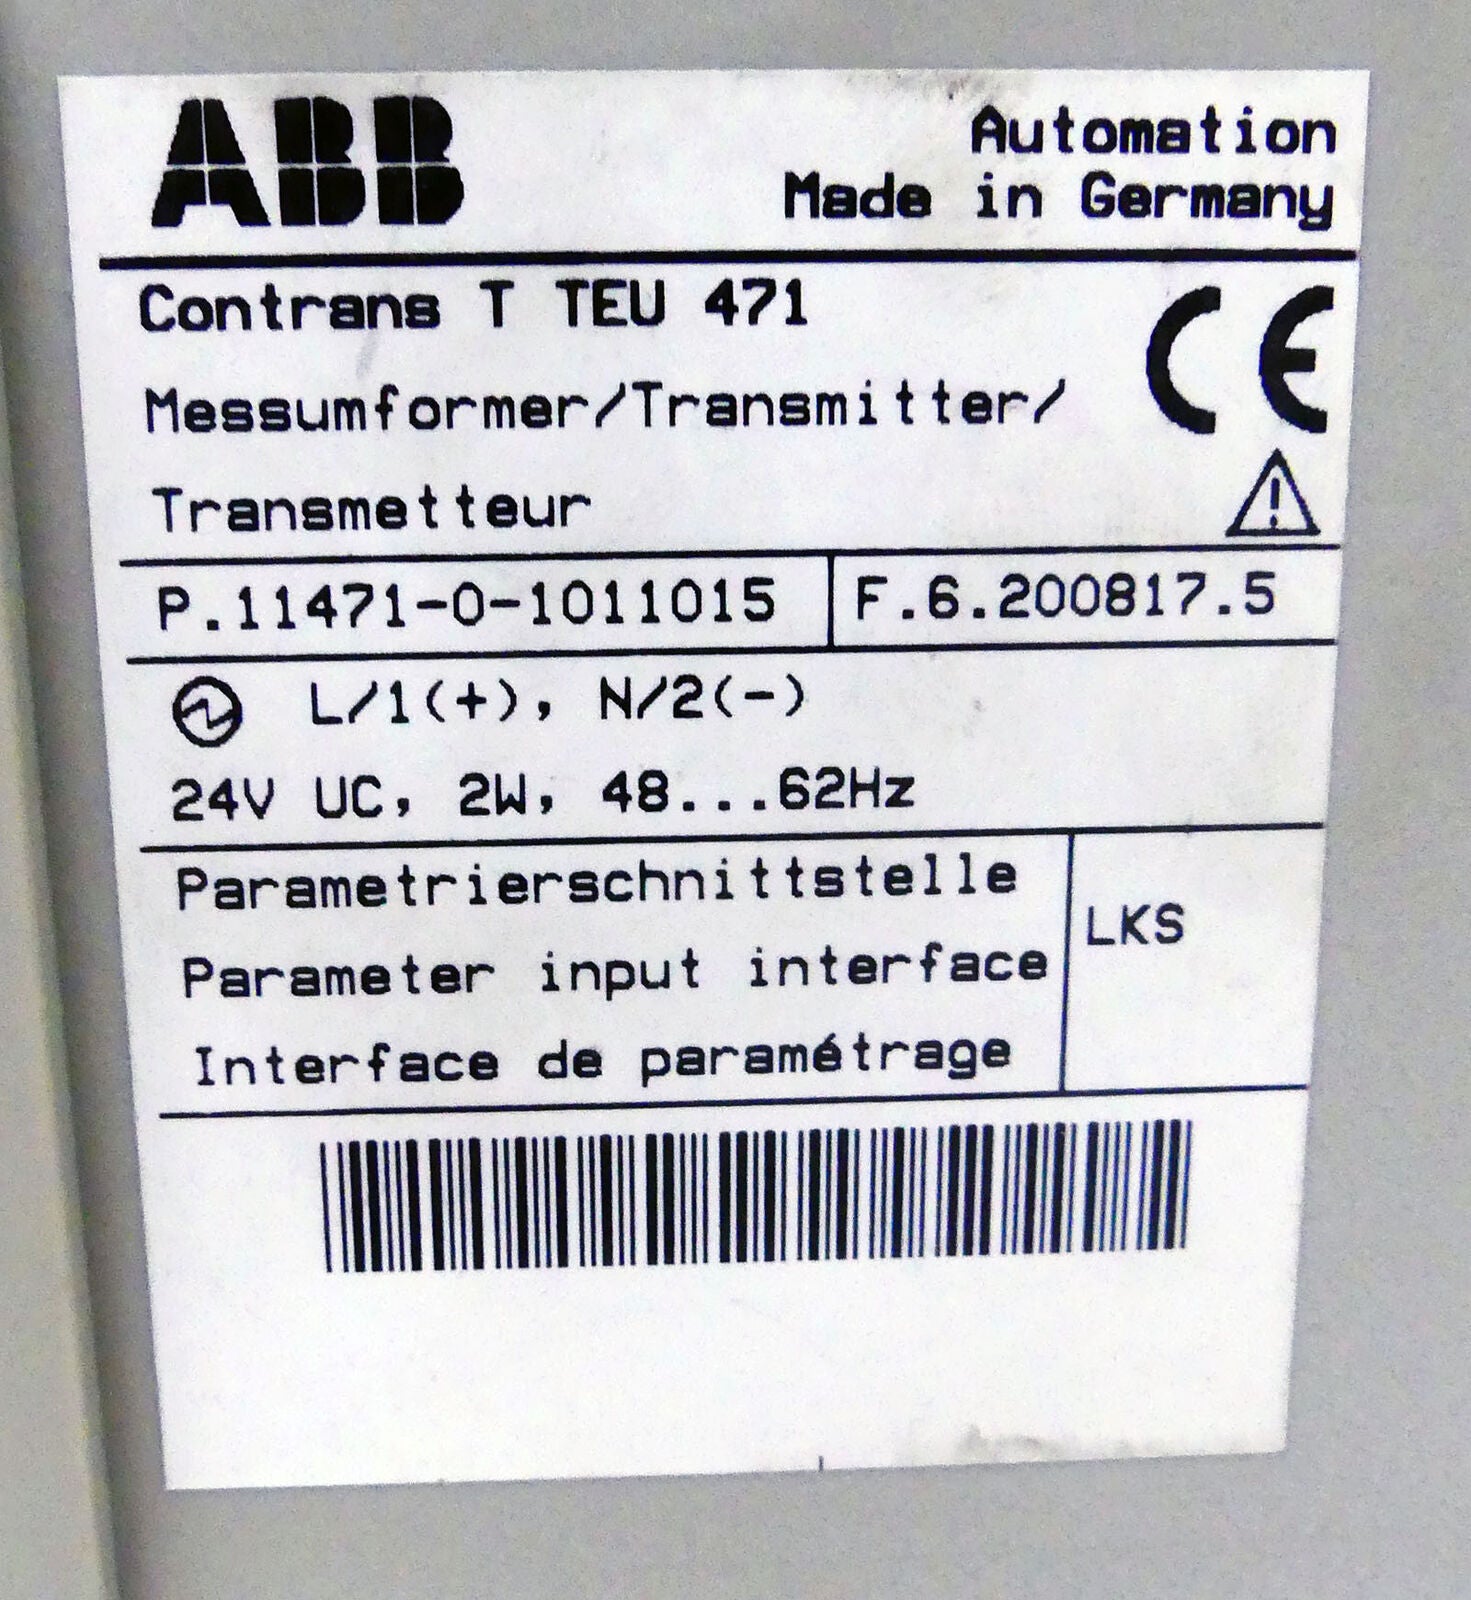 ABB
Automation
Made in Germany
Contrans T TEU 471
CE
Messumformer/Transmitter/
Transmetteur
P.11471-0-1011015
F.6.200817.5
L/1(+), N/2(-)
24V UC, 2W, 48...62Hz
Parametrierschnittstelle
Parameter input interface
Interface de paramétrage
LKS